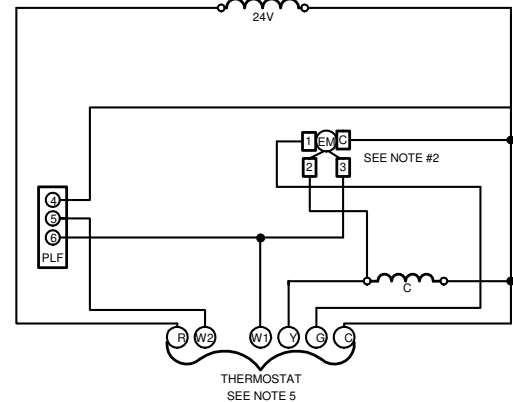 24V
1 EM C
SEE NOTE #2
2 3
4
5
6
PLF
C
R W2 W1 Y G C
THERMOSTAT
SEE NOTE 5